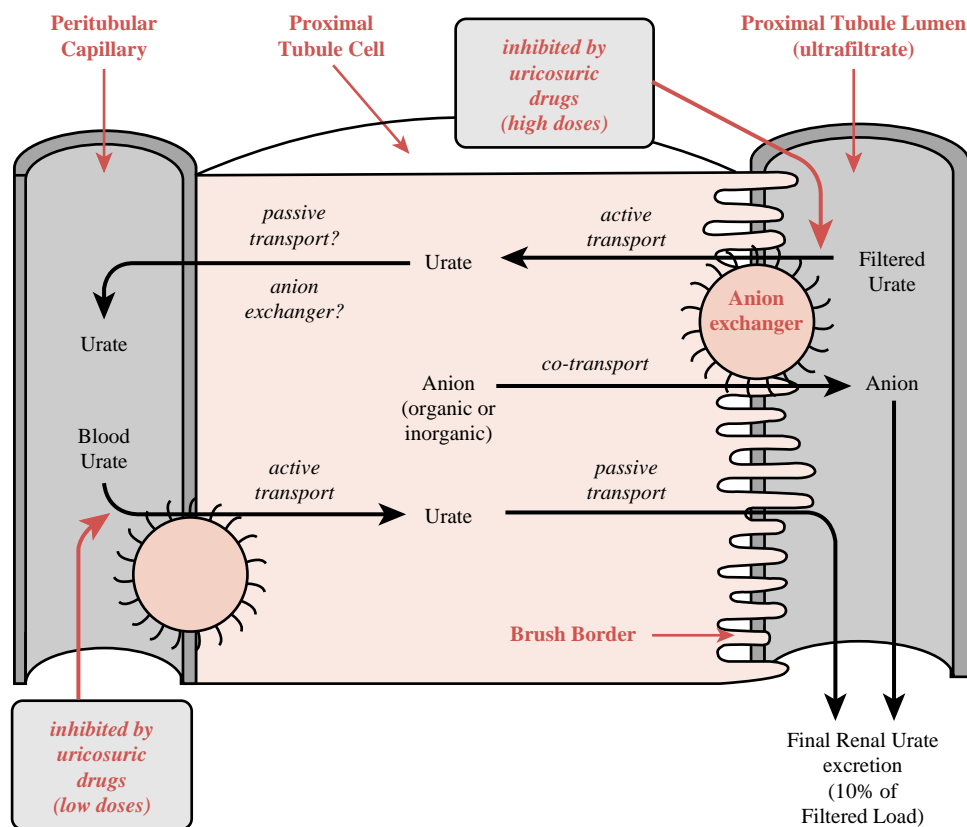 Peritubular
Capillary
Proximal
Tubule Cell
inhibited by
uricosuric
drugs
(high doses)
Proximal Tubule Lumen
(ultrafiltrate)
passive
transport?
active
transport
Urate
Filtered
Urate
anion
exchanger?
Anion
exchanger
Urate
co-transport
Anion
(organic or
inorganic)
Anion
Blood
Urate
active
transport
passive
transport
Urate
Brush Border
inhibited by
uricosuric
drugs
(low doses)
Final Renal Urate
excretion
(10% of
Filtered Load)